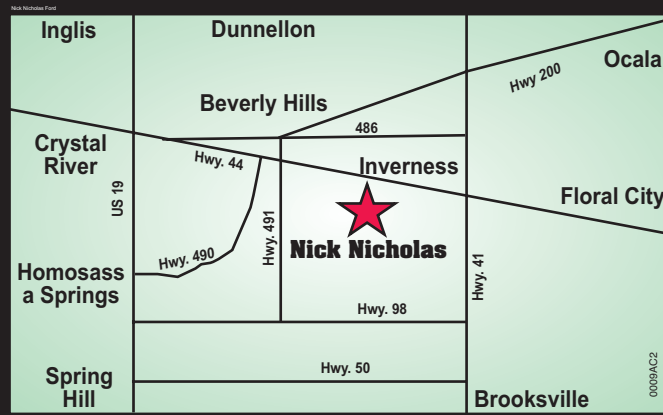 Nick Nicholas Ford
Inglis
Dunnellon
Ocala
Hwy 200
Beverly Hills
486
Crystal
River
Hwy. 44
Inverness
US 19
Hwy. 491
Floral City
Nick Nicholas
Hwy. 490
Homosass
a Springs
Hwy. 41
Hwy. 98
Spring
Hill
Hwy. 50
Brooksville
0009AC2